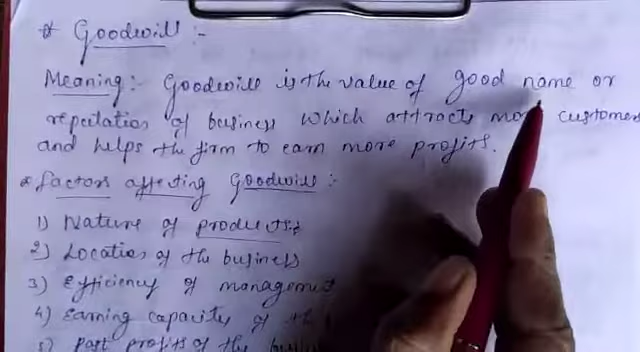 * Goodwill :-
Meaning:- Goodwill is the value of good name or
reputation of business which attracts more customers
and helps the firm to earn more profits.
* Factors affecting Goodwill :-
1) Nature of products:
2) Location of the business
3) Efficiency of management
4) Earning capacity of the
5) Past profits of the